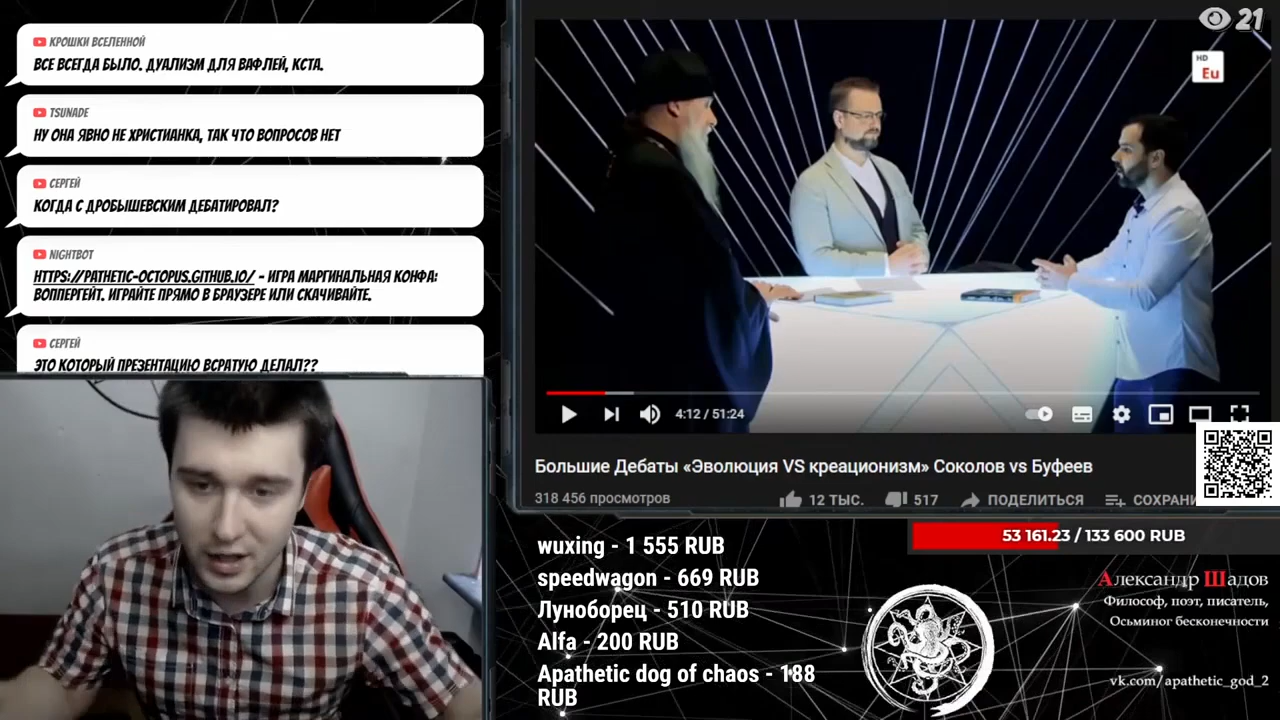 КРОШКИ ВСЕЛЕННОЙ
ВСЕ ВСЕГДА БЫЛО. ДУАЛИЗМ ДЛЯ ВАФЛЕЙ, КСТА.
TSUNADE
НУ ОНА ЯВНО НЕ ХРИСТИАНКА, ТАК ЧТО ВОПРОСОВ НЕТ
СЕРГЕЙ
КОГДА С ДРОБЫШЕВСКИМ ДЕБАТИРОВАЛ?
NIGHTBOT
HTTPS://PATHETIC-OCTOPUS.GITHUB.IO/ - ИГРА МАРГИНАЛЬНАЯ КОНФА:
ВОППЕРГЕЙТ. ИГРАЙТЕ ПРЯМО В БРАУЗЕРЕ ИЛИ СКАЧИВАЙТЕ.
СЕРГЕЙ
ЭТО КОТОРЫЙ ПРЕЗЕНТАЦИЮ ВСРАТУЮ ДЕЛАЛ??
21
HD
Eu
4:12 / 51:24
Большие Дебаты «Эволюция VS креационизм» Соколов vs Буфеев
318 456 просмотров
12 ТЫС.
517
ПОДЕЛИТЬСЯ
СОХРАНИ
53 161.23 / 133 600 RUB
wuxing - 1 555 RUB
speedwagon - 669 RUB
Луноборец - 510 RUB
Alfa - 200 RUB
Apathetic dog of chaos - 188
RUB
Александр Шадов
Философ, поэт, писатель,
Осьминог бесконечности
vk.com/apathetic_god_2